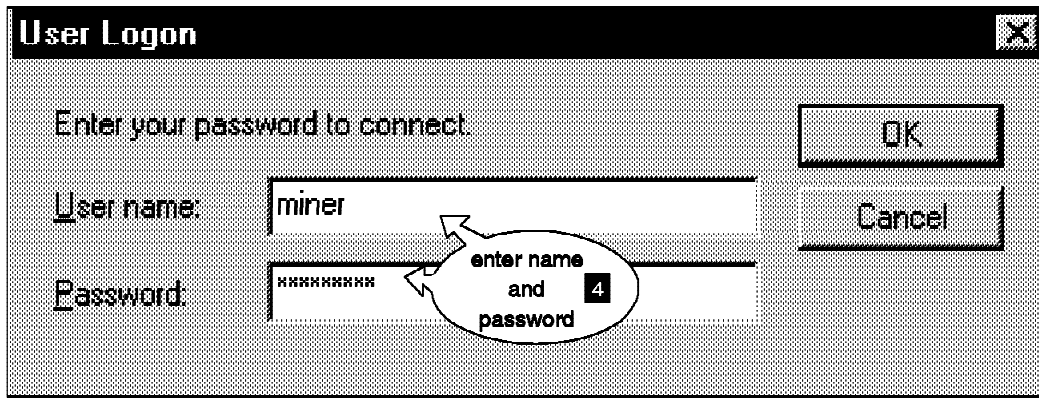 User Logon
Enter your password to connect.
OK
User name:
miner
Cancel
Password:
*********
enter name
and
4
password